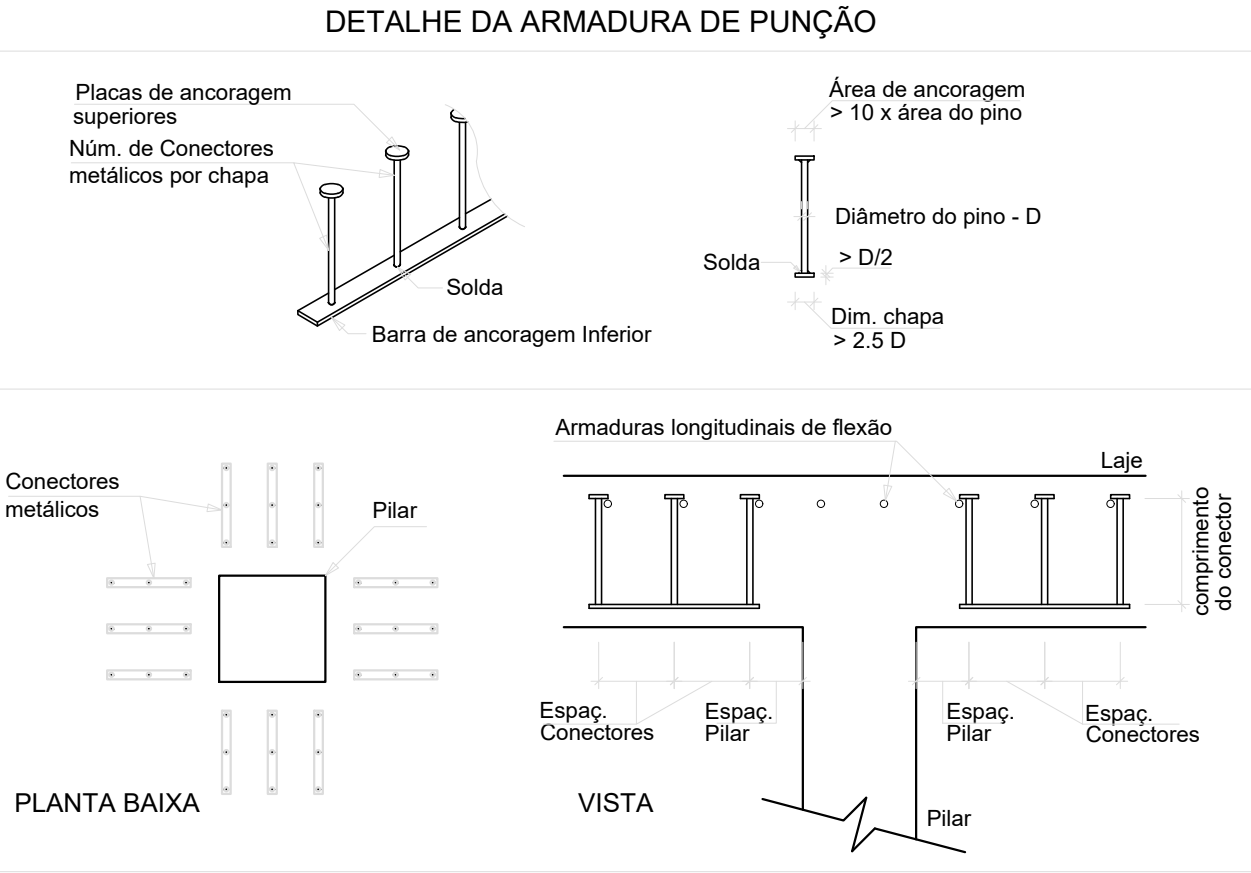 DETALHE DA ARMADURA DE PUNÇÃO
Placas de ancoragem
superiores
Núm. de Conectores
metálicos por chapa
Solda
Barra de ancoragem Inferior
Área de ancoragem
> 10 x área do pino
Diâmetro do pino - D
Solda
> D/2
Dim. chapa
> 2.5 D
Conectores
metálicos
Pilar
PLANTA BAIXA
Armaduras longitudinais de flexão
Laje
comprimento
do conector
Espaç.
Conectores
Espaç.
Pilar
Espaç.
Pilar
Espaç.
Conectores
VISTA
Pilar